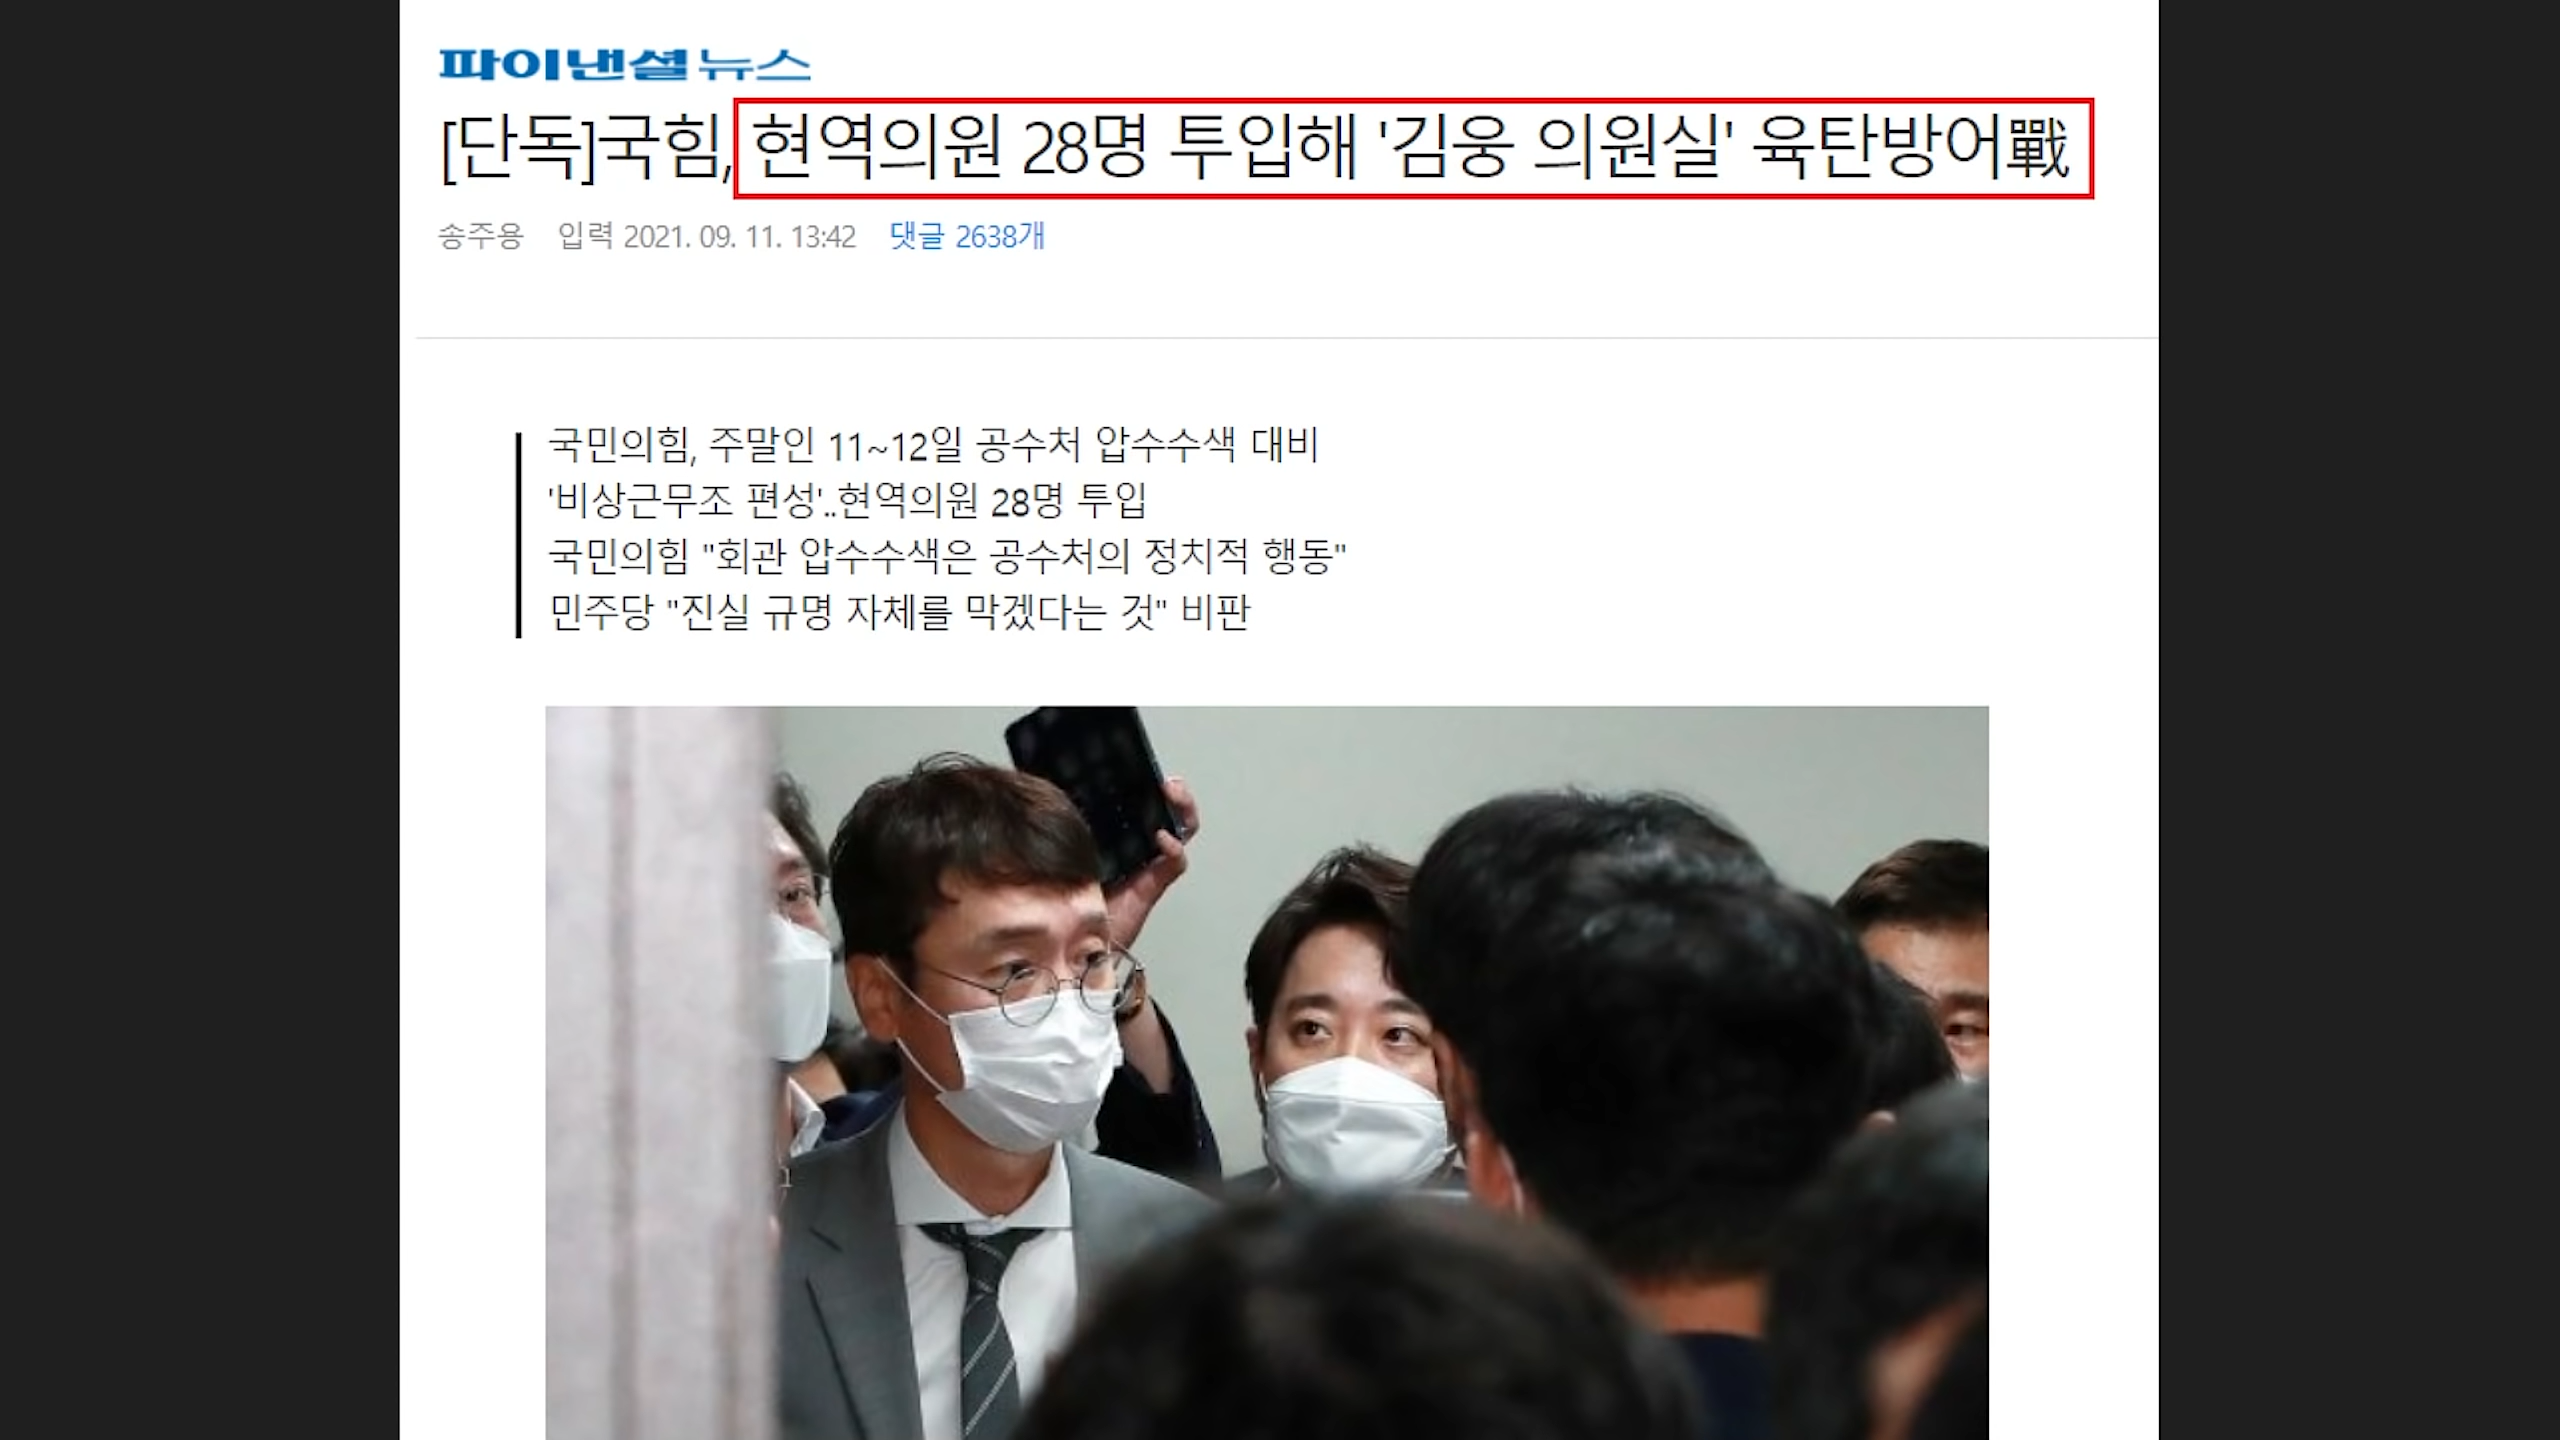 파이낸셜뉴스
[단독]국힘, 현역의원 28명 투입해 '김웅 의원실' 육탄방어戰
송주용 입력 2021. 09. 11. 13:42 댓글 2638개
국민의힘, 주말인 11~12일 공수처 압수수색 대비
'비상근무조 편성'..현역의원 28명 투입
국민의힘 "회관 압수수색은 공수처의 정치적 행동"
민주당 "진실 규명 자체를 막겠다는 것" 비판